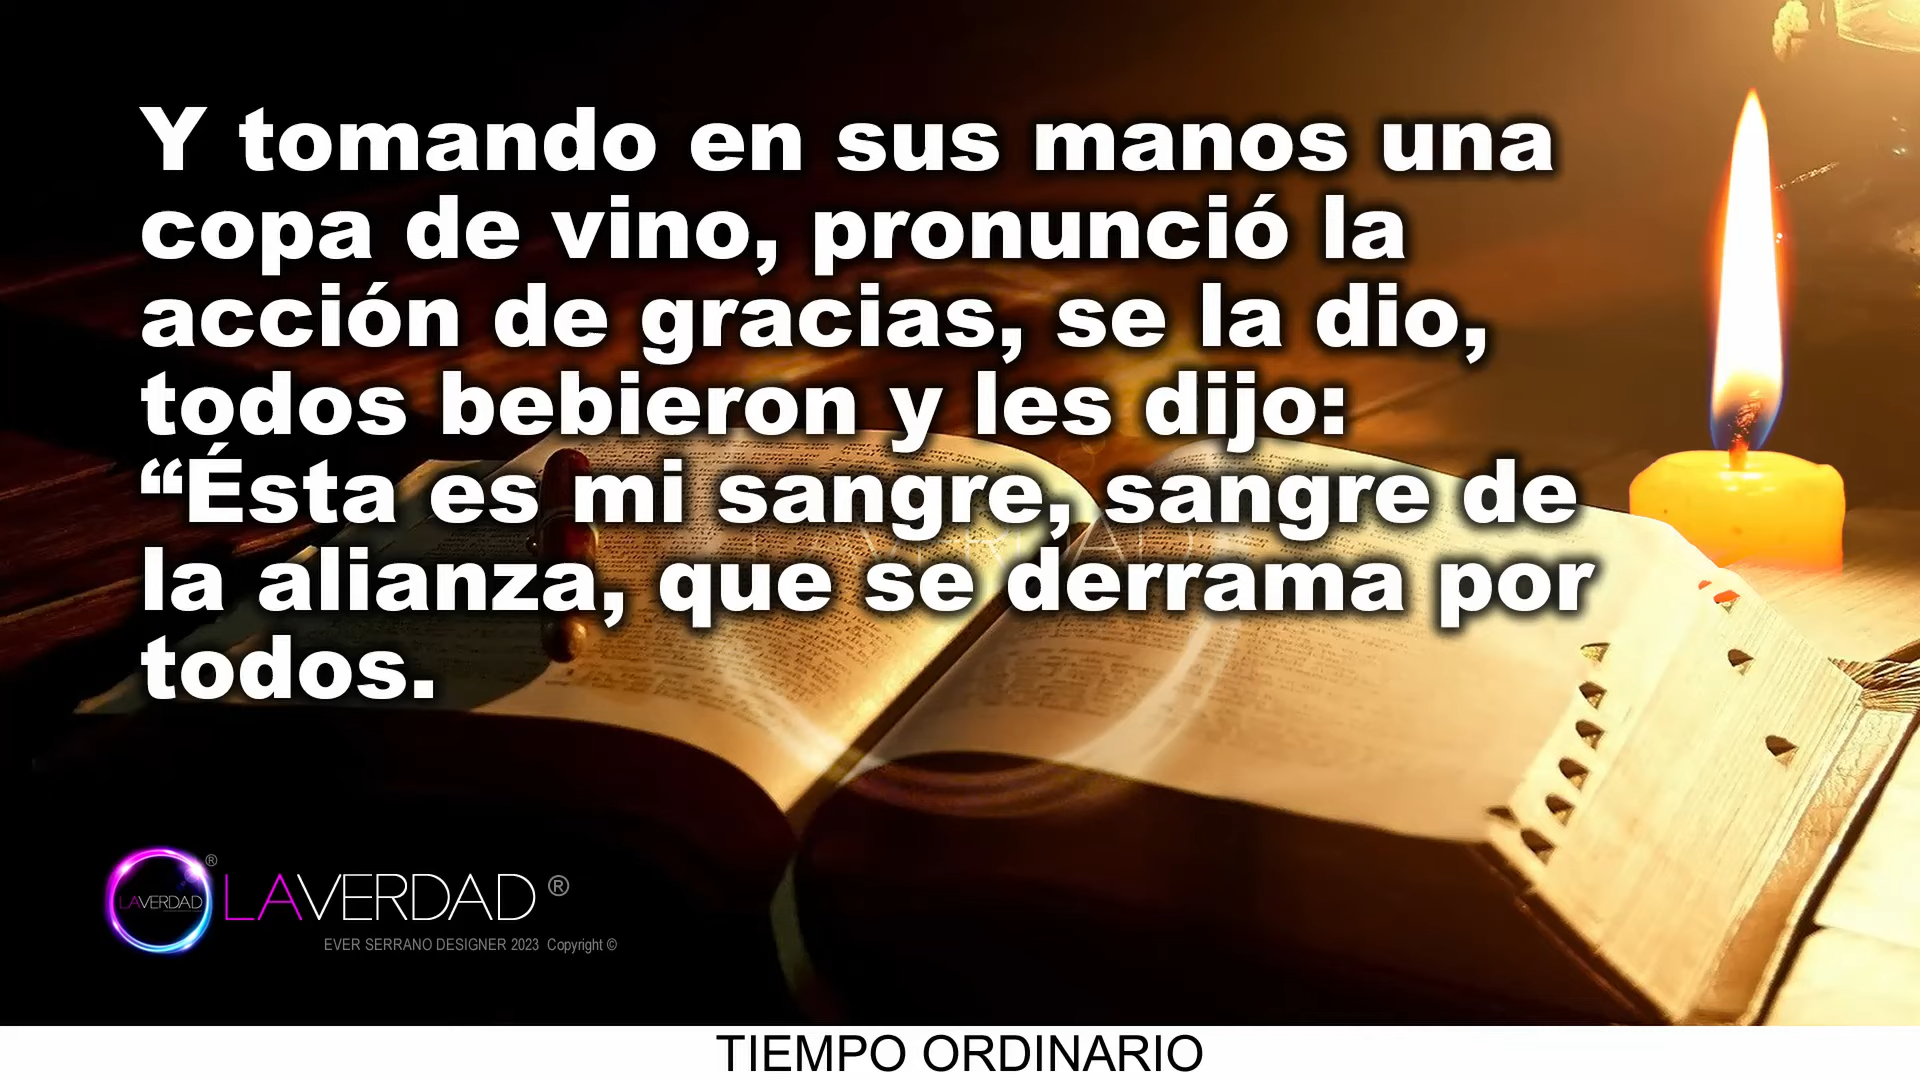 Y tomando en sus manos una
copa de vino, pronunció la
acción de gracias, se la dio,
todos bebieron y les dijo:
“Ésta es mi sangre, sangre de
la alianza, que se derrama por
todos.
LAVERDAD ®
LAVERDAD ®
EVER SERRANO DESIGNER 2023 Copyright ©
TIEMPO ORDINARIO